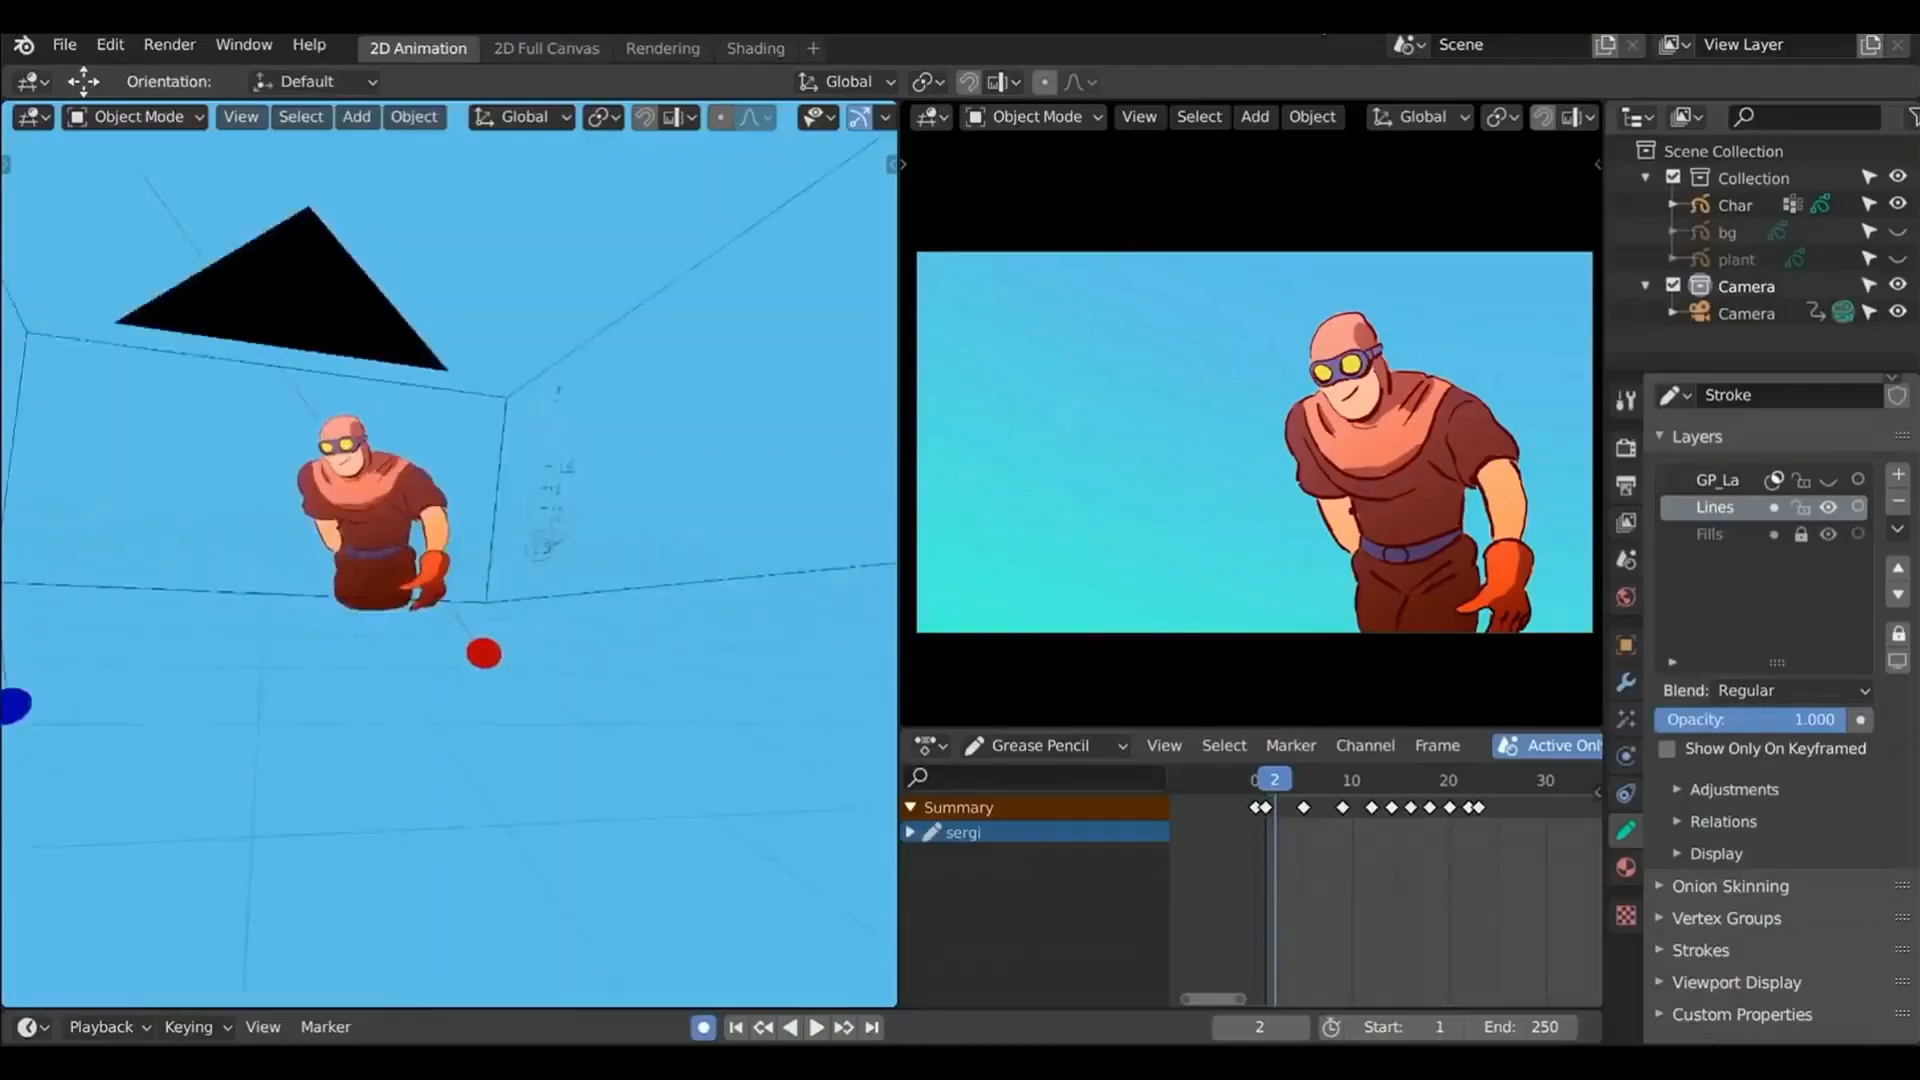 File Edit Render Window Help 2D Animation 2D Full Canvas Rendering Shading + Scene View Layer
Orientation: Default Global
Object Mode View Select Add Object Global
Object Mode View Select Add Object Global
Scene Collection
Collection
Char
bg
plant
Camera
Camera
Stroke
Layers
GP_La
Lines
Fills
Blend: Regular
Opacity: 1.000
Show Only On Keyframed
Adjustments
Relations
Display
Onion Skinning
Vertex Groups
Strokes
Viewport Display
Custom Properties
Grease Pencil View Select Marker Channel Frame Active Onl
0 2 10 20 30
Summary
sergi
Playback Keying View Marker 2 Start: 1 End: 250